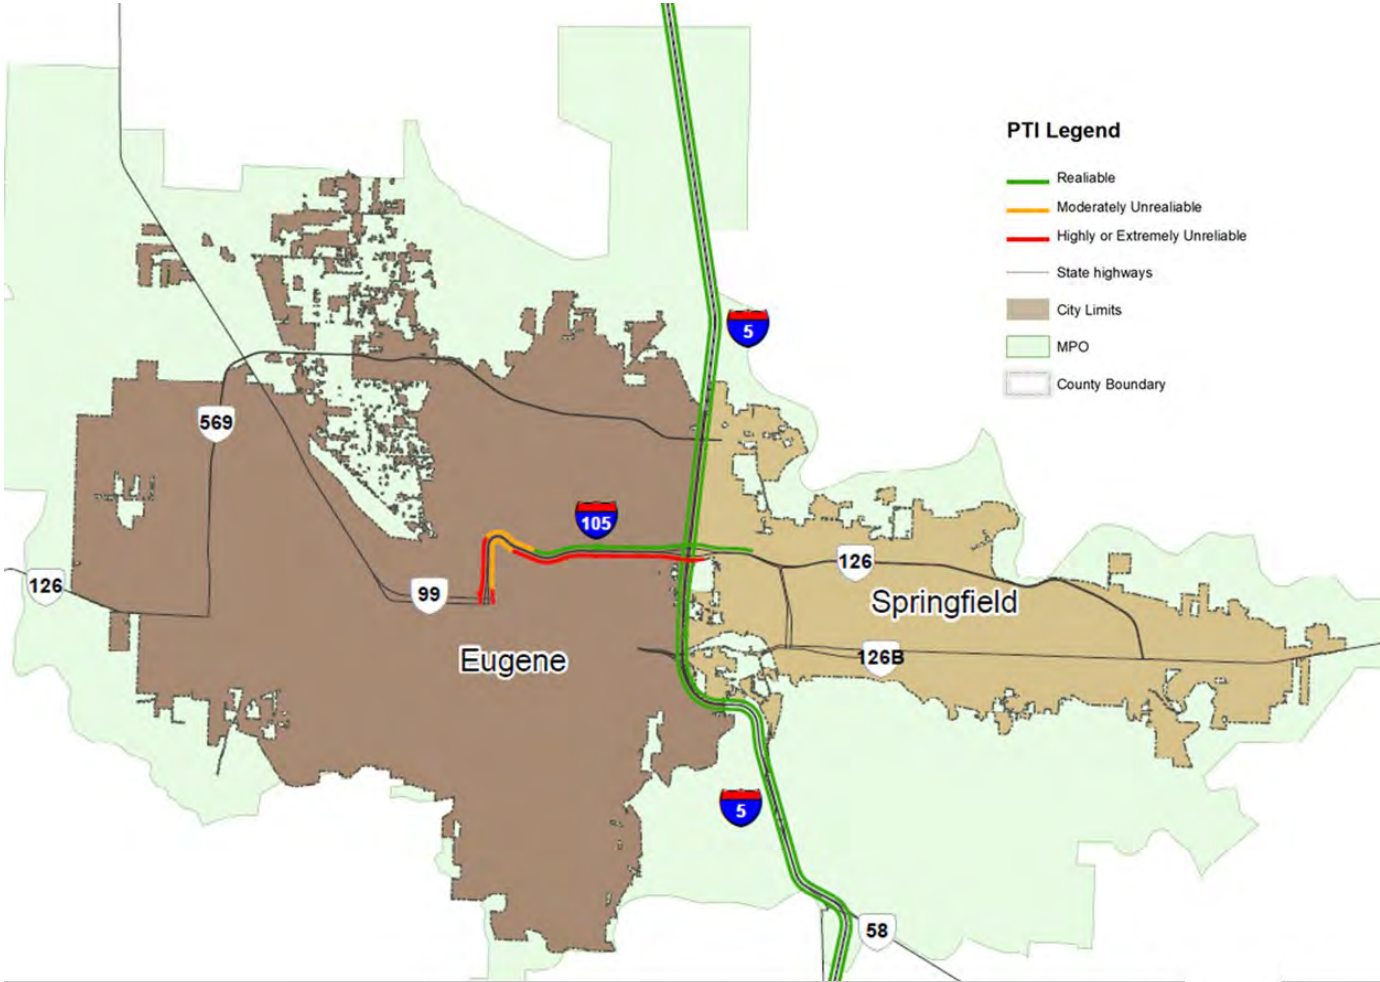 PTI Legend
Realiable
Moderately Unrealiable
Highly or Extremely Unreliable
State highways
City Limits
MPO
County Boundary
5
569
105
126
99
126
Springfield
126B
Eugene
5
58